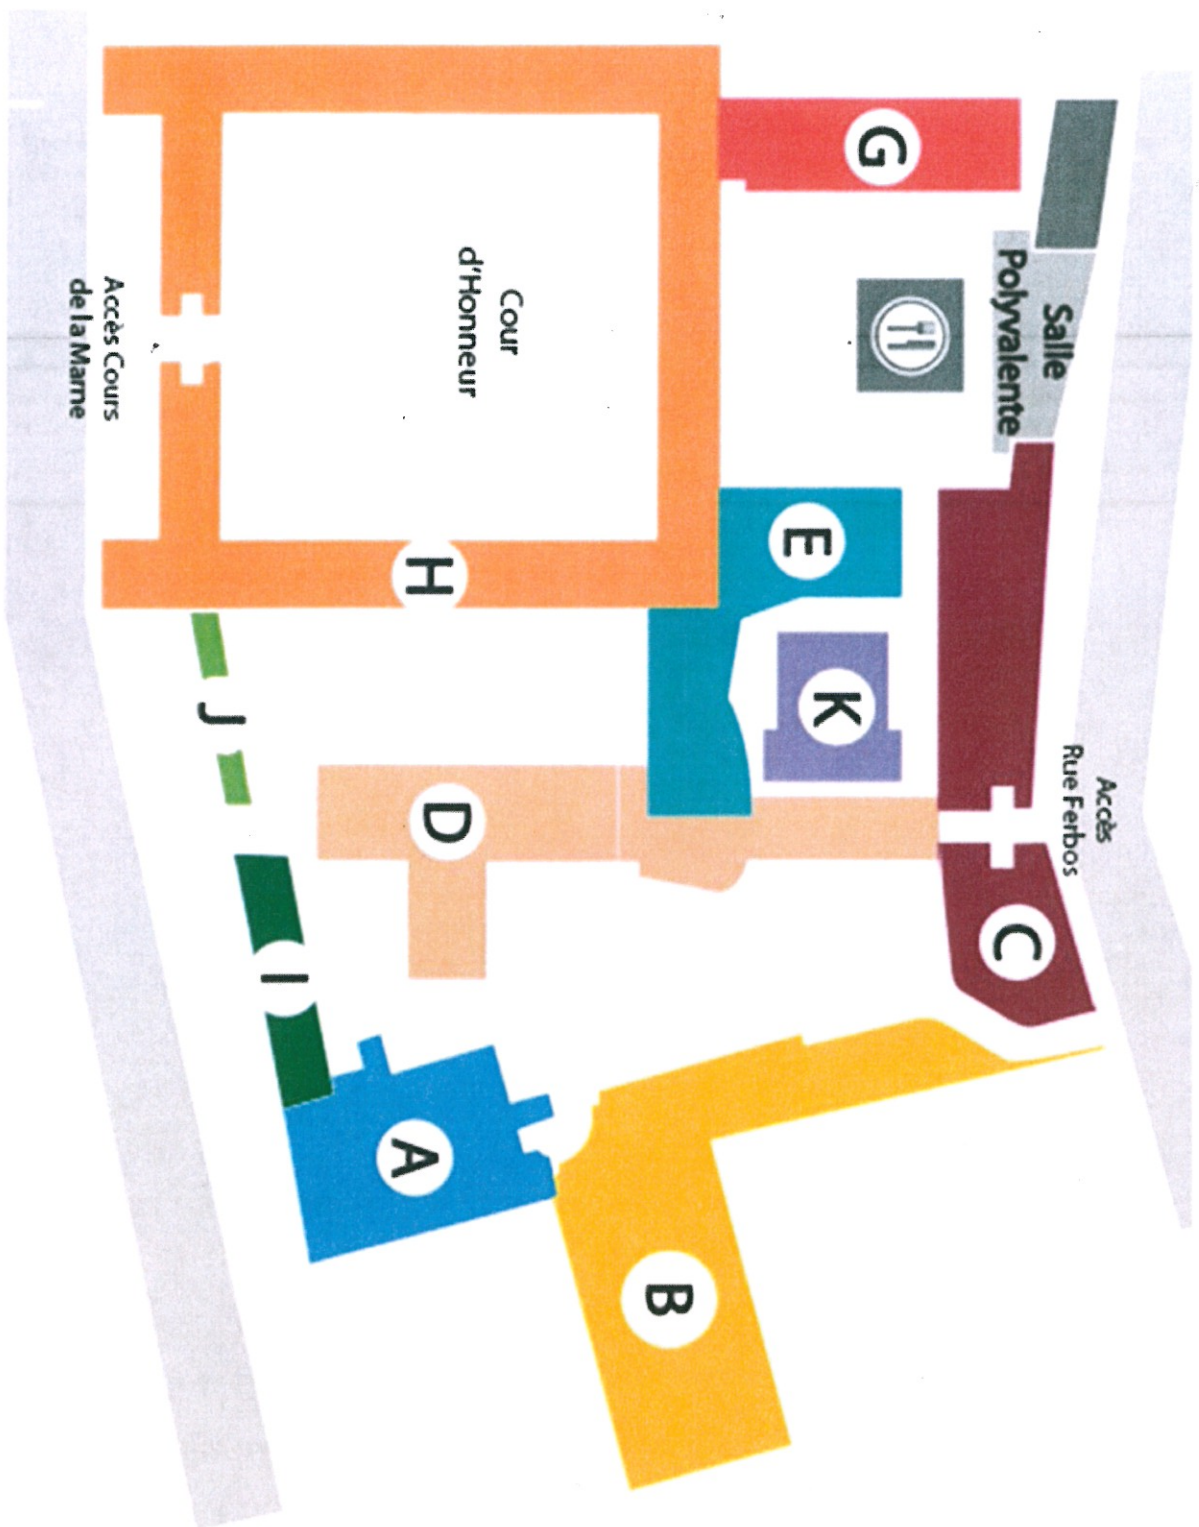 Accès
Rue Ferbos
Salle
Polyvalente
C
G
K
E
B
Cour
d'Honneur
D
H
A
I
J
Accès Cours
de la Marne